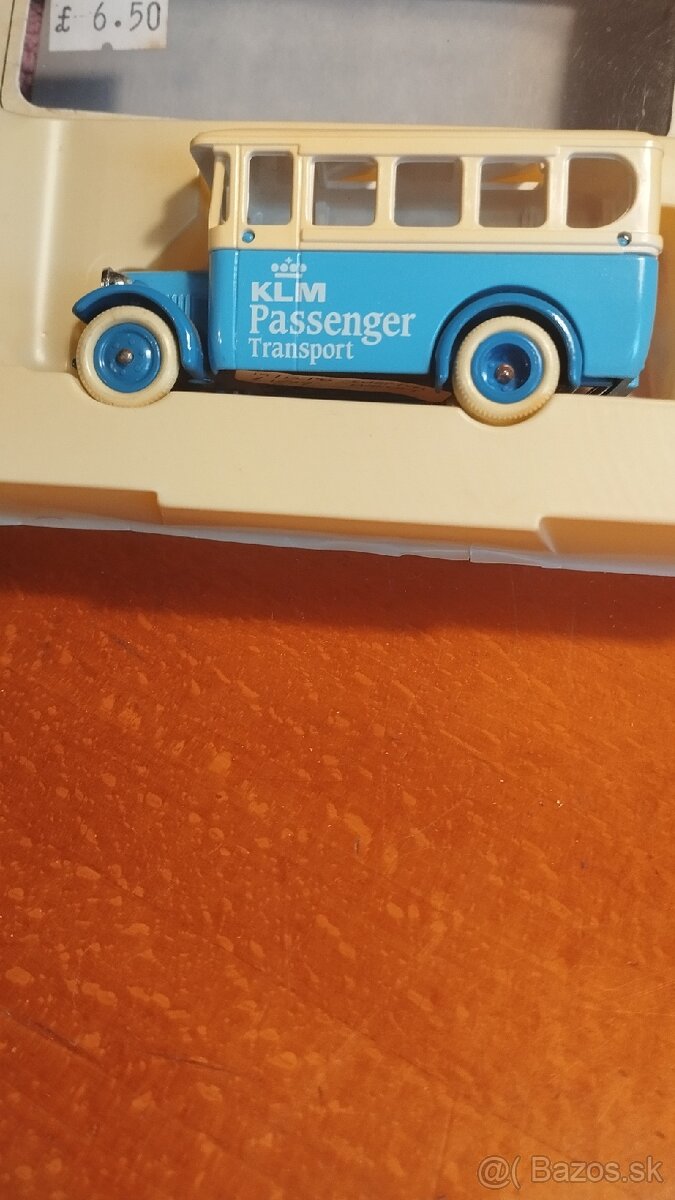 £ 6.50
KLM
Passenger
Transport
@( Bazos.sk